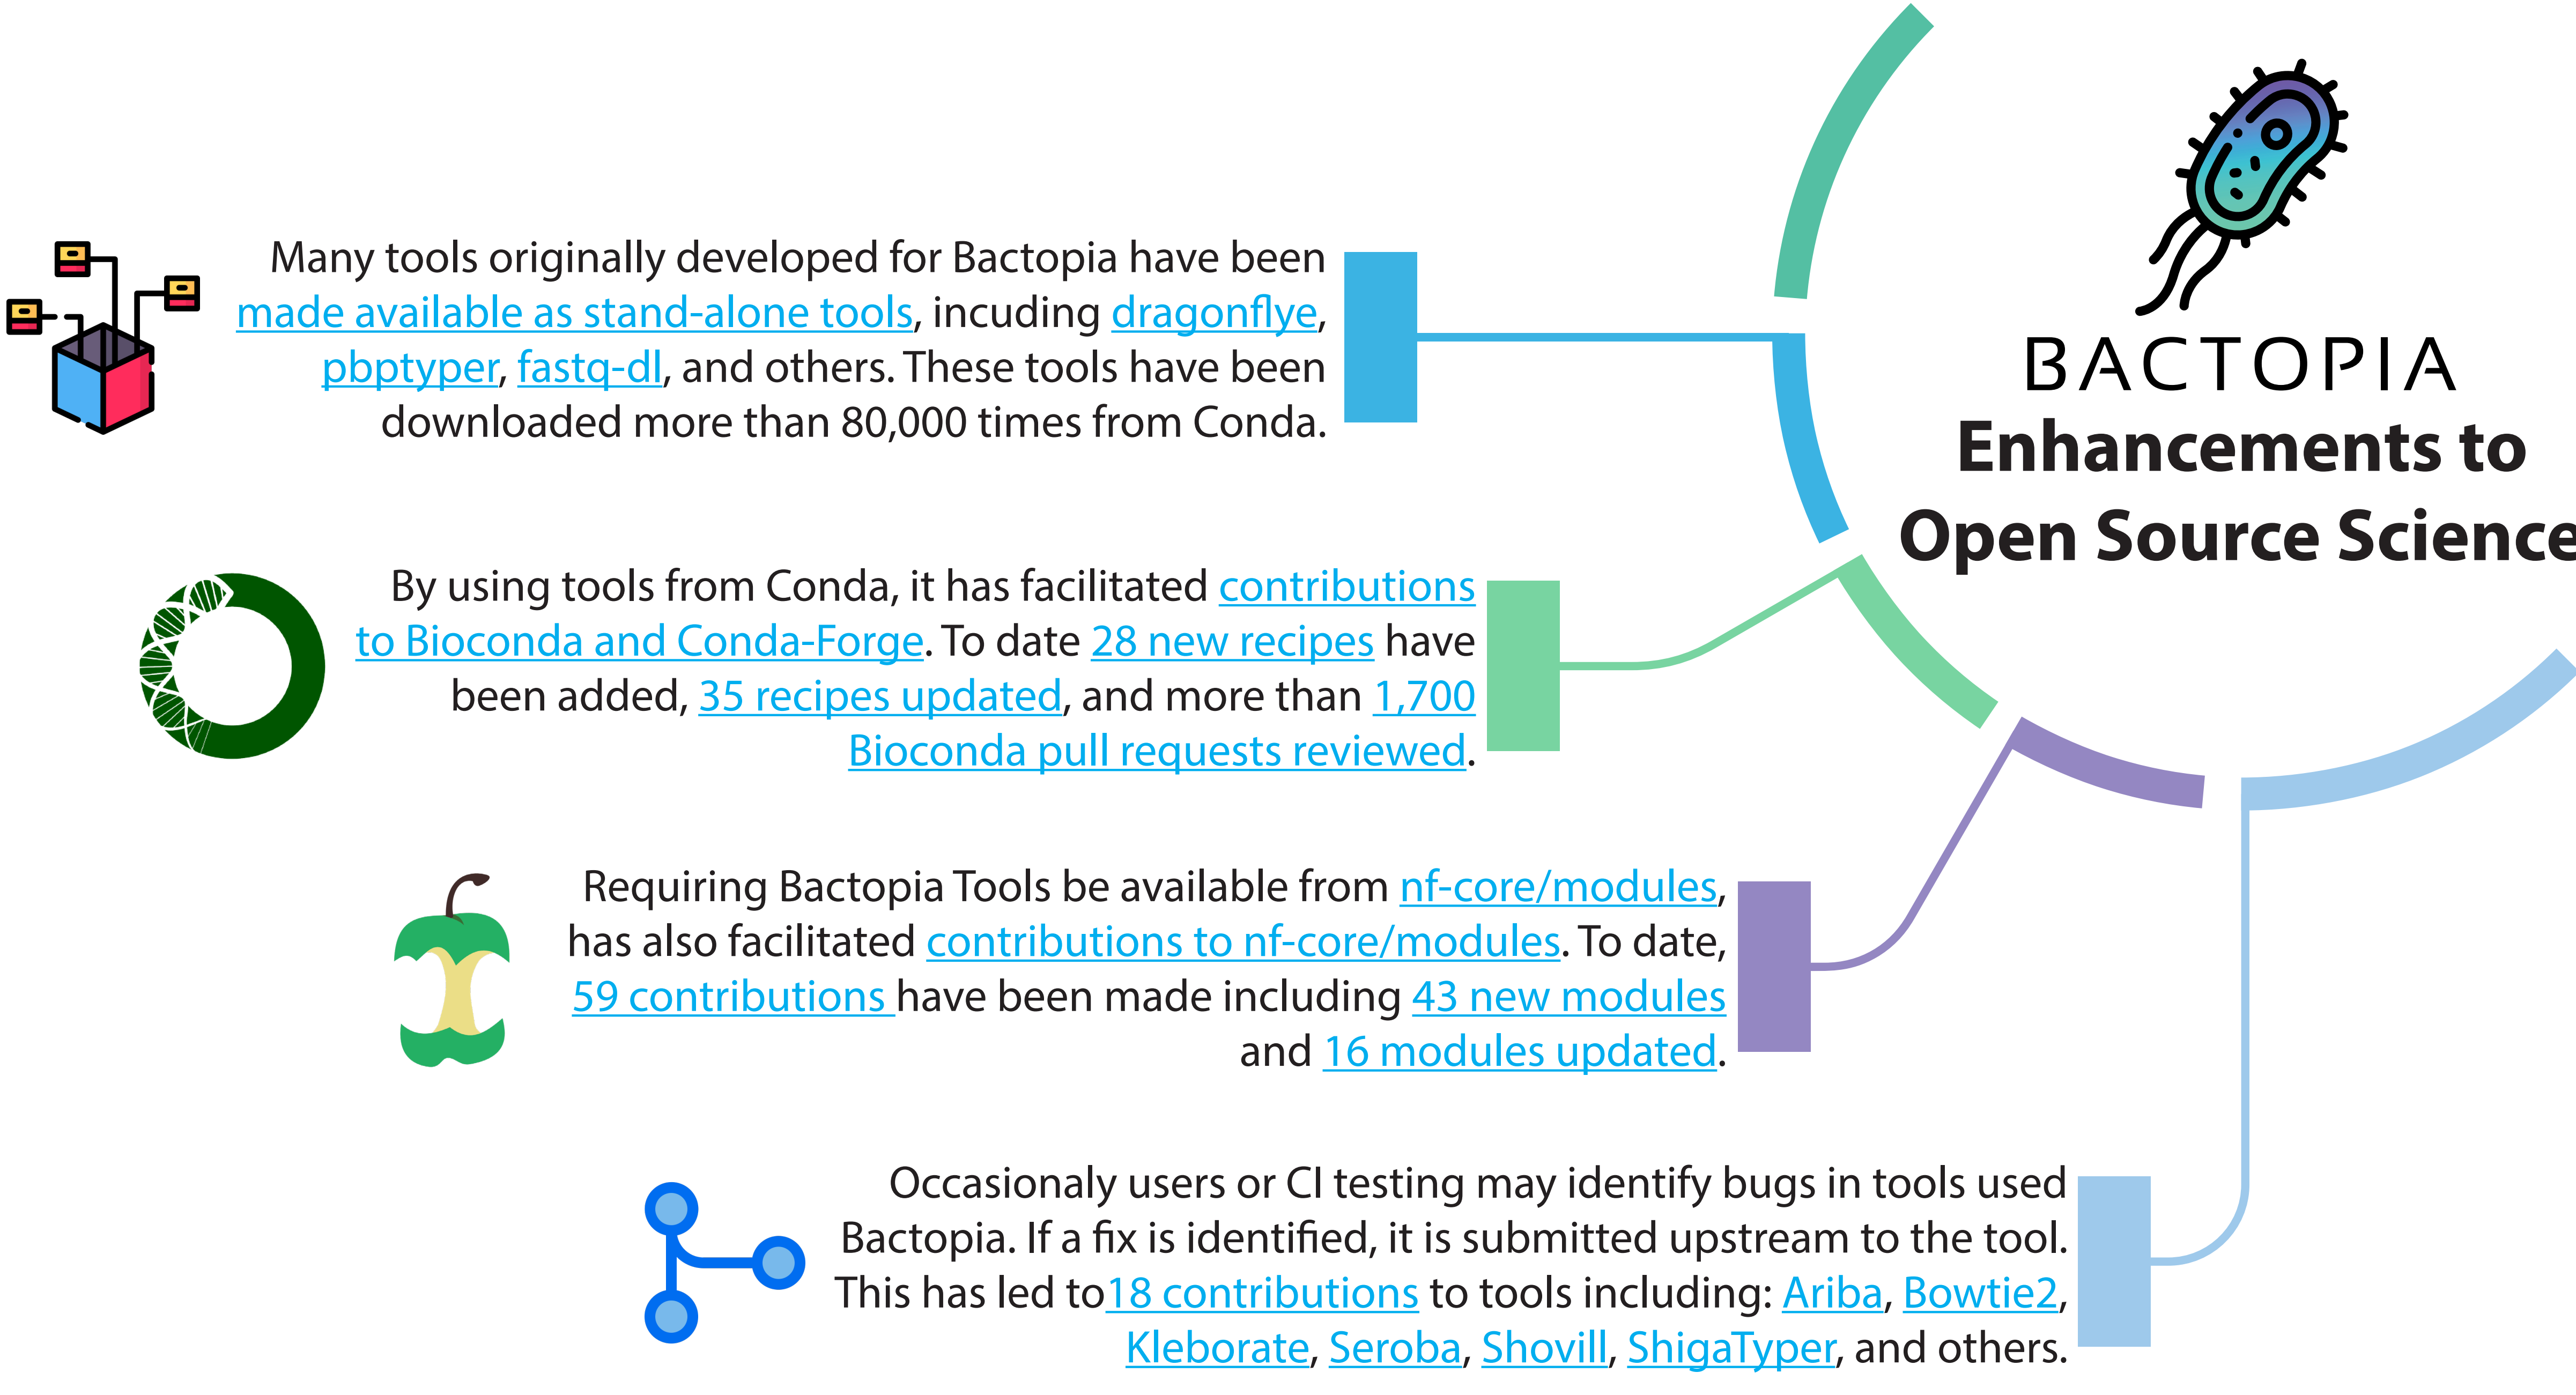 Many tools originally developed for Bactopia have been
made available as stand-alone tools, incuding dragonflye,
pbptyper, fastq-dl, and others. These tools have been
downloaded more than 80,000 times from Conda.
BACTOPIA
Enhancements to
Open Source Science
By using tools from Conda, it has facilitated contributions
to Bioconda and Conda-Forge. To date 28 new recipes have
been added, 35 recipes updated, and more than 1,700
Bioconda pull requests reviewed.
Requiring Bactopia Tools be available from nf-core/modules,
has also facilitated contributions to nf-core/modules. To date,
59 contributions have been made including 43 new modules
and 16 modules updated.
Occasionaly users or CI testing may identify bugs in tools used
Bactopia. If a fix is identified, it is submitted upstream to the tool.
This has led to 18 contributions to tools including: Ariba, Bowtie2,
Kleborate, Seroba, Shovill, ShigaTyper, and others.